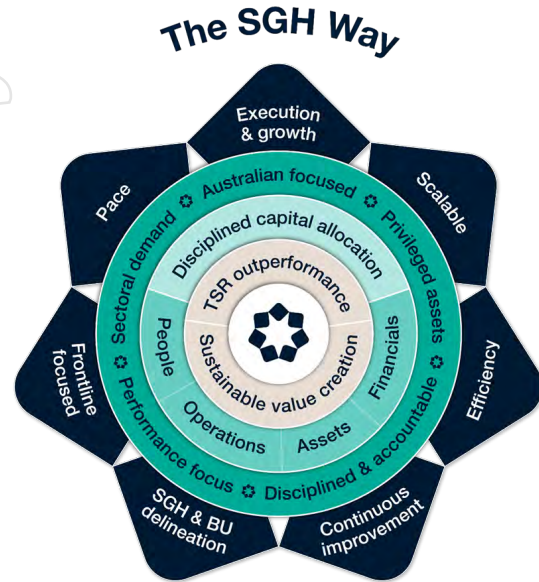 The SGH Way
Execution
& growth
Scalable
Efficiency
Continuous
improvement
SGH & BU
delineation
Frontline
focused
Pace
Australian focused
Privileged assets
Disciplined & accountable
Performance focus
Sectoral demand
Disciplined capital allocation
Financials
Assets
Operations
People
TSR outperformance
Sustainable value creation